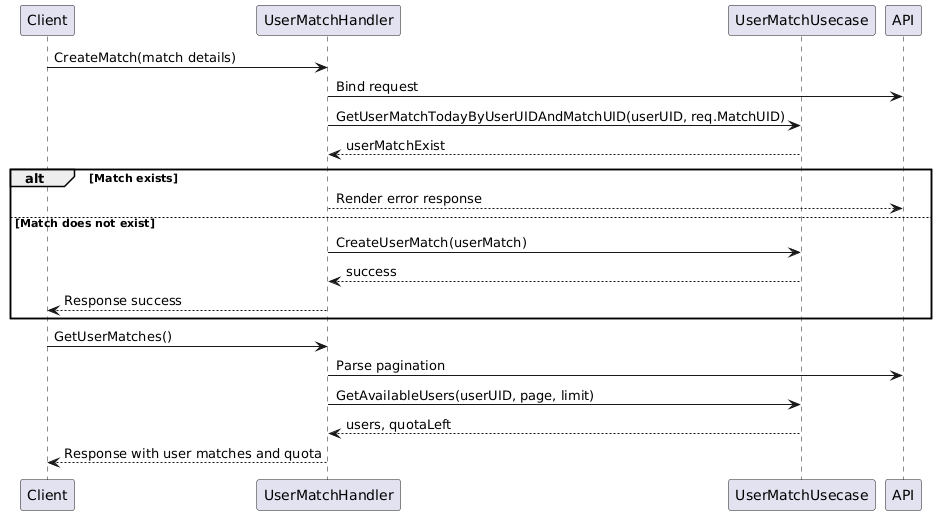 Client UserMatchHandler UserMatchUsecase API
CreateMatch(match details)
Bind request
GetUserMatchTodayByUserUIDAndMatchUID(userUID, req.MatchUID)
userMatchExist
alt [Match exists]
Render error response
[Match does not exist]
CreateUserMatch(userMatch)
success
Response success
GetUserMatches()
Parse pagination
GetAvailableUsers(userUID, page, limit)
users, quotaLeft
Response with user matches and quota
Client UserMatchHandler UserMatchUsecase API